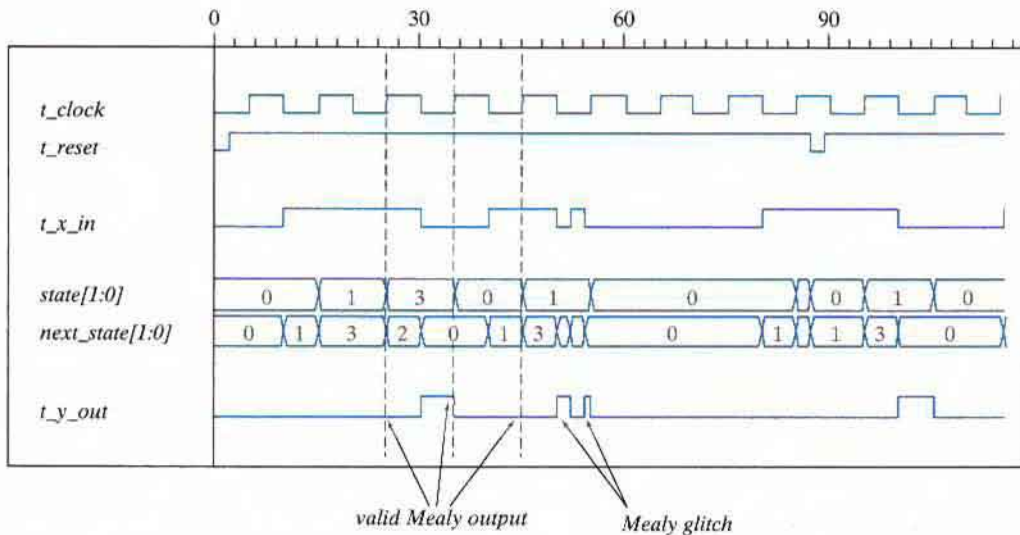 0 30 60 90
t_clock
t_reset
t_x_in
state[1:0] 0 1 3 0 1 0 0 1 0
next_state[1:0] 0 1 3 2 0 1 3 0 1 1 3 0
t_y_out
valid Mealy output
Mealy glitch